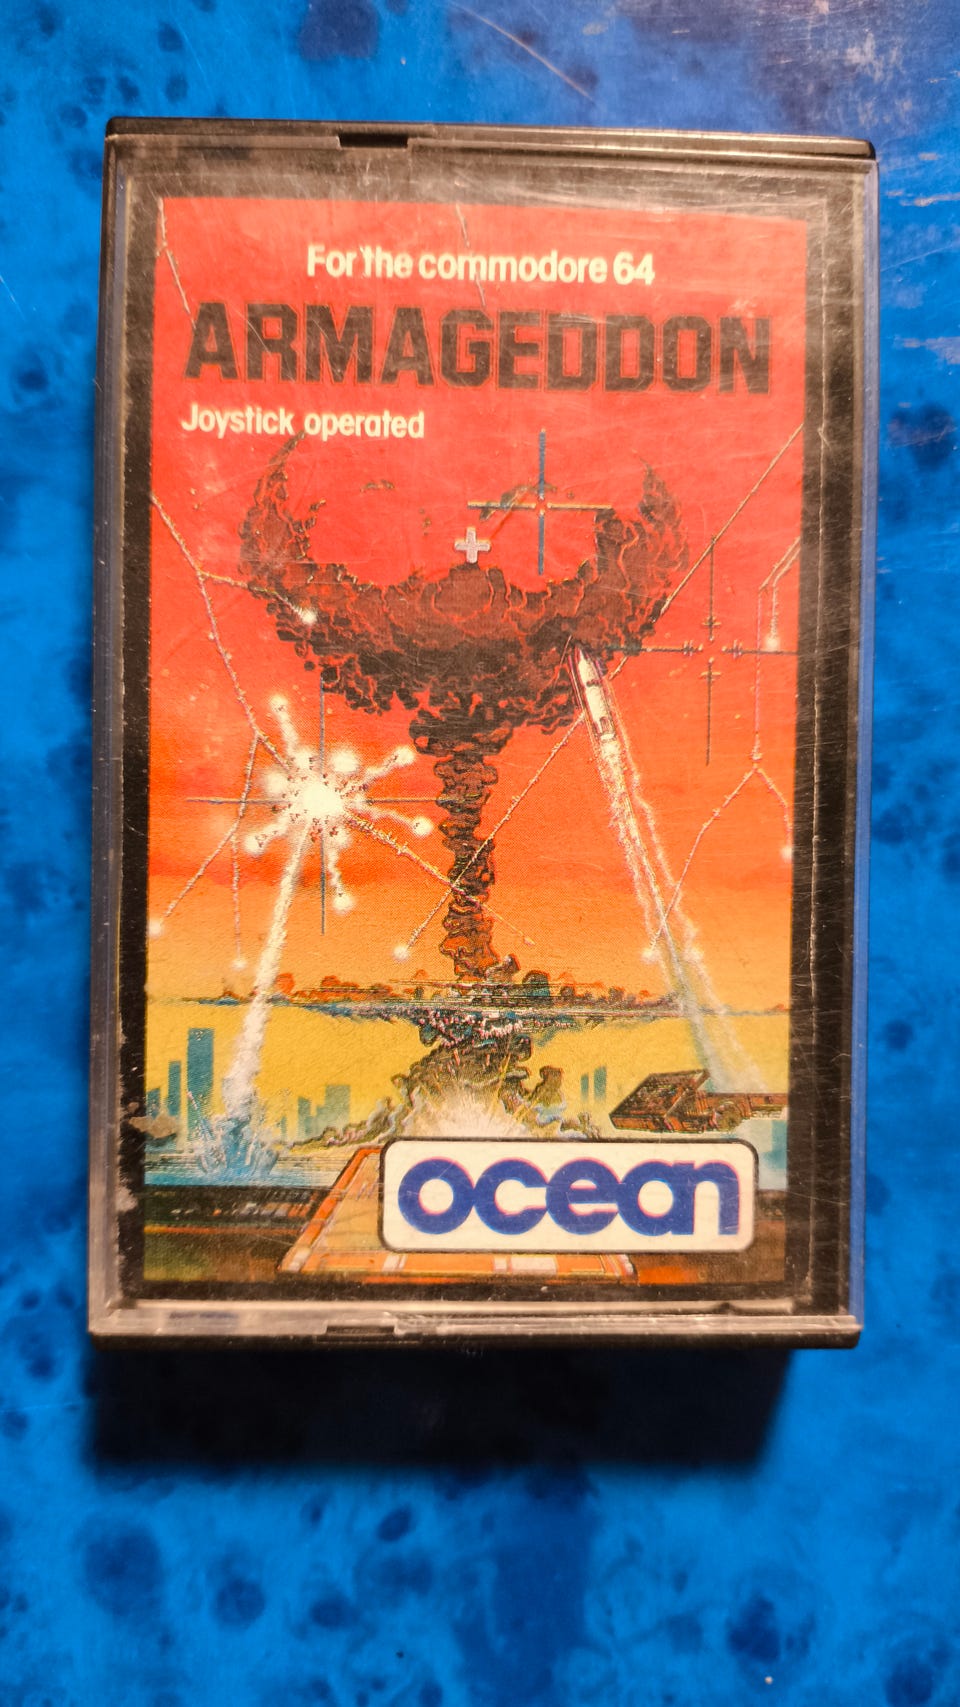 For the commodore 64
ARMAGEDDON
Joystick operated
ocean